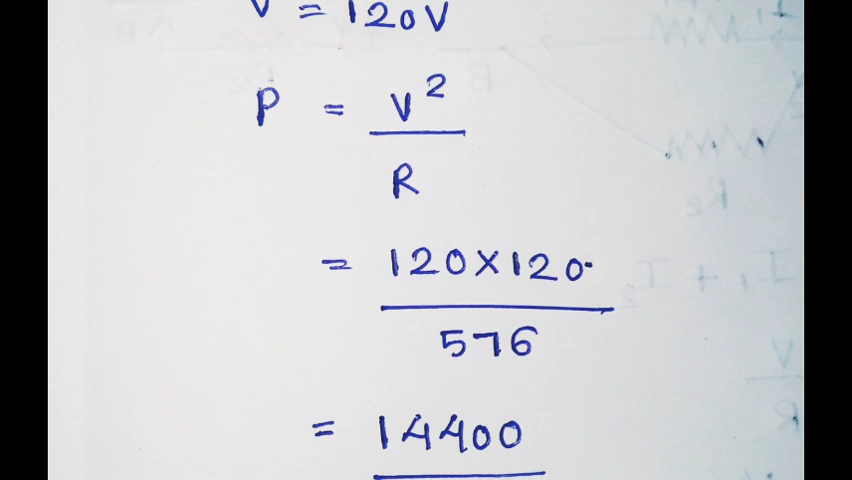 V = 120V
P = V²
R
= 120×120
576
= 14400